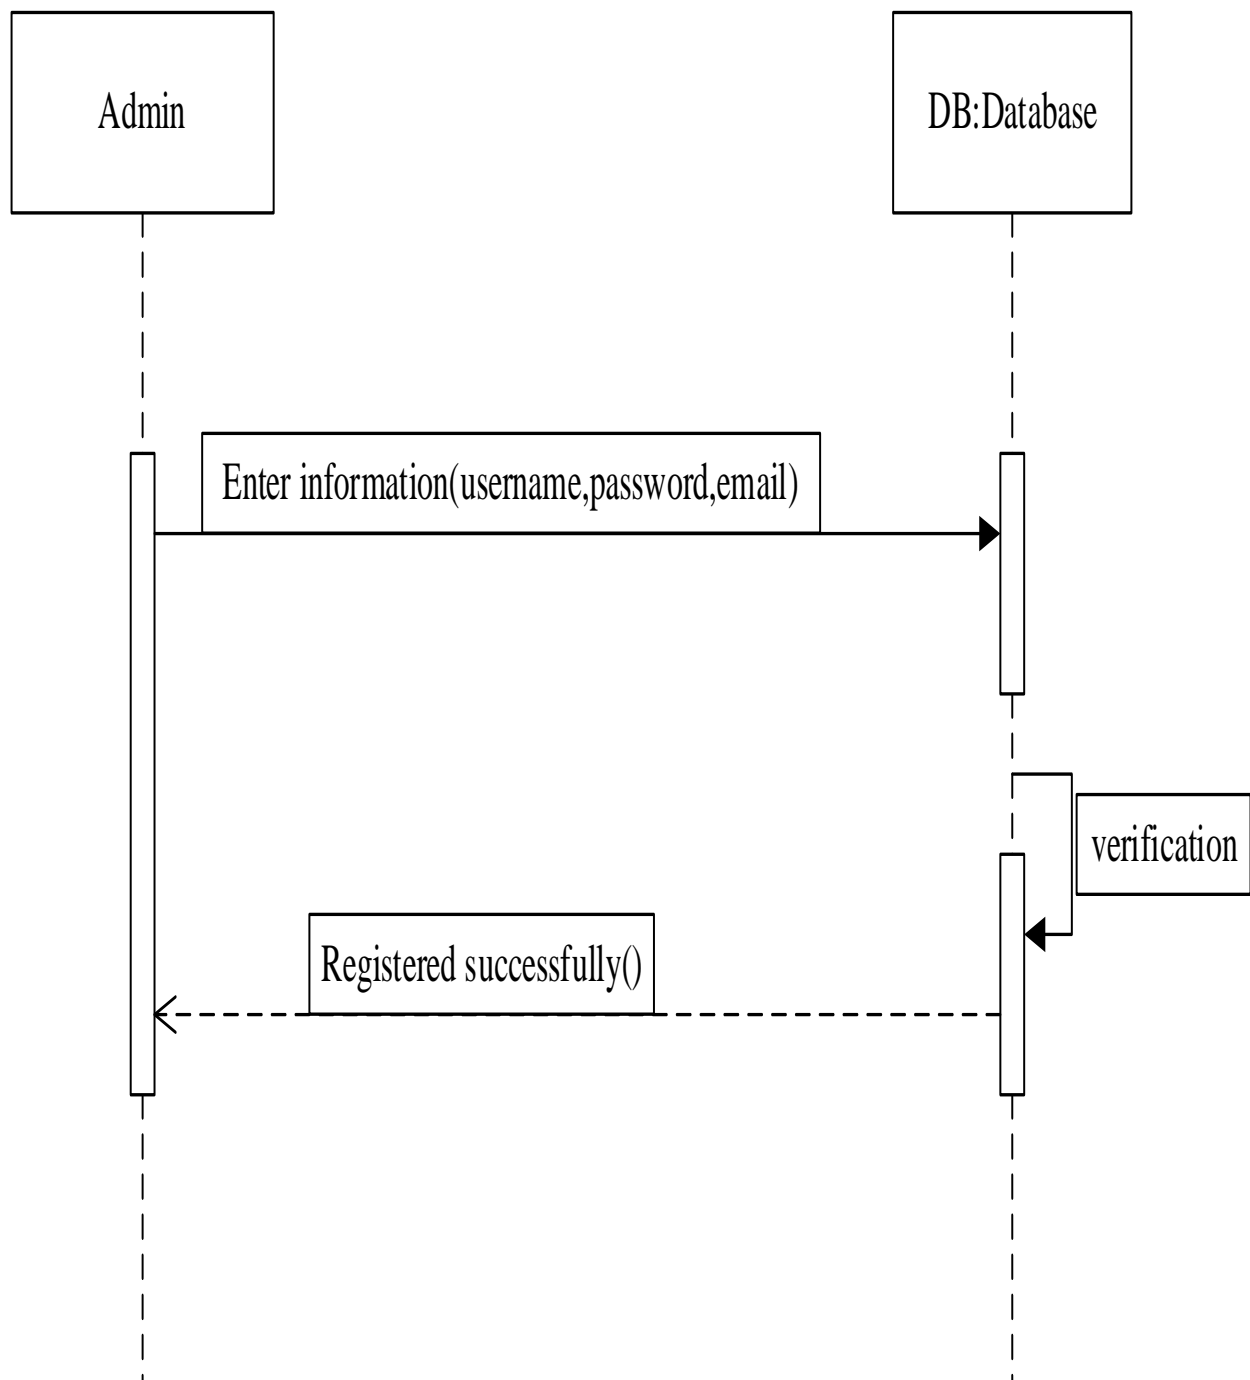 Admin
DB:Database
Enter information(username,password,email)
verification
Registered successfully()